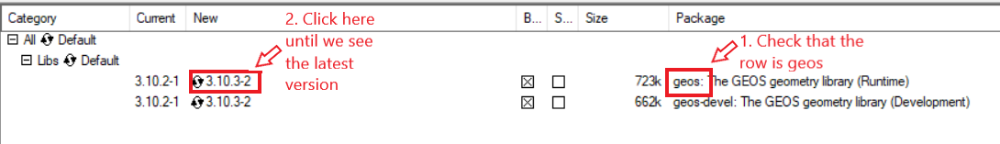 Category Current New B... S... Size Package
2. Click here
until we see
the latest
version
1. Check that the
row is geos
All Default
Libs Default
3.10.2-1 3.10.3-2 723k geos: The GEOS geometry library (Runtime)
3.10.2-1 3.10.3-2 662k geos-devel: The GEOS geometry library (Development)